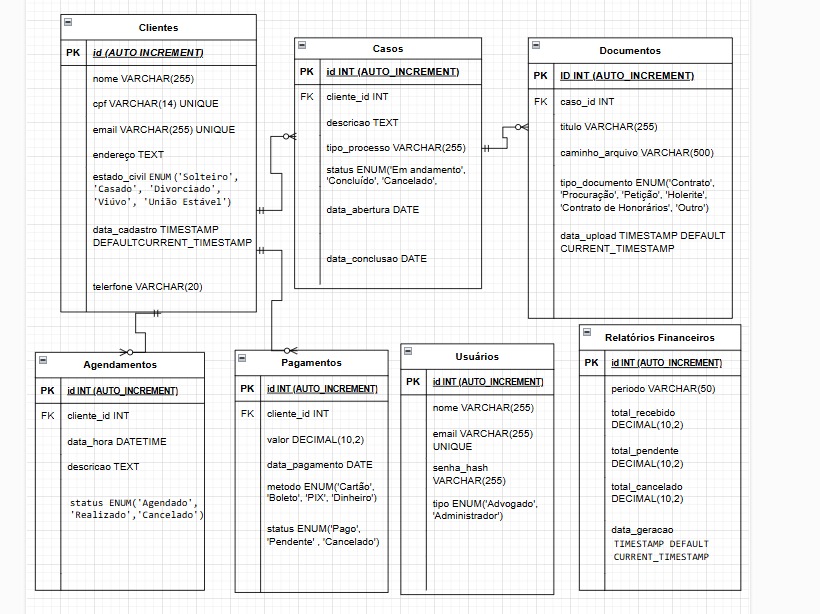 Clientes
PK id (AUTO INCREMENT)
nome VARCHAR(255)
cpf VARCHAR(14) UNIQUE
email VARCHAR(255) UNIQUE
endereço TEXT
estado_civil ENUM('Solteiro',
'Casado', 'Divorciado',
'Viúvo', 'União Estável')
data_cadastro TIMESTAMP
DEFAULTCURRENT_TIMESTAMP
telerfone VARCHAR(20)
Casos
PK id INT (AUTO_INCREMENT)
FK cliente_id INT
descricao TEXT
tipo_processo VARCHAR(255)
status ENUM('Em andamento',
'Concluído', 'Cancelado',
data_abertura DATE
data_conclusao DATE
Documentos
PK ID INT (AUTO_INCREMENT)
FK caso_id INT
titulo VARCHAR(255)
caminho_arquivo VARCHAR(500)
tipo_documento ENUM('Contrato',
'Procuração', 'Petição', 'Holerite',
'Contrato de Honorários', 'Outro')
data_upload TIMESTAMP DEFAULT
CURRENT_TIMESTAMP
Agendamentos
PK id INT (AUTO_INCREMENT)
FK cliente_id INT
data_hora DATETIME
descricao TEXT
status ENUM('Agendado',
'Realizado','Cancelado')
Pagamentos
PK id INT (AUTO_INCREMENT)
FK cliente_id INT
valor DECIMAL(10,2)
data_pagamento DATE
metodo ENUM('Cartão',
'Boleto', 'PIX', 'Dinheiro')
status ENUM('Pago',
'Pendente' , 'Cancelado')
Usuários
PK id INT (AUTO_INCREMENT)
nome VARCHAR(255)
email VARCHAR(255)
UNIQUE
senha_hash
VARCHAR(255)
tipo ENUM('Advogado',
'Administrador')
Relatórios Financeiros
PK id INT (AUTO_INCREMENT)
periodo VARCHAR(50)
total_recebido
DECIMAL(10,2)
total_pendente
DECIMAL(10,2)
total_cancelado
DECIMAL(10,2)
data_geracao
TIMESTAMP DEFAULT
CURRENT_TIMESTAMP